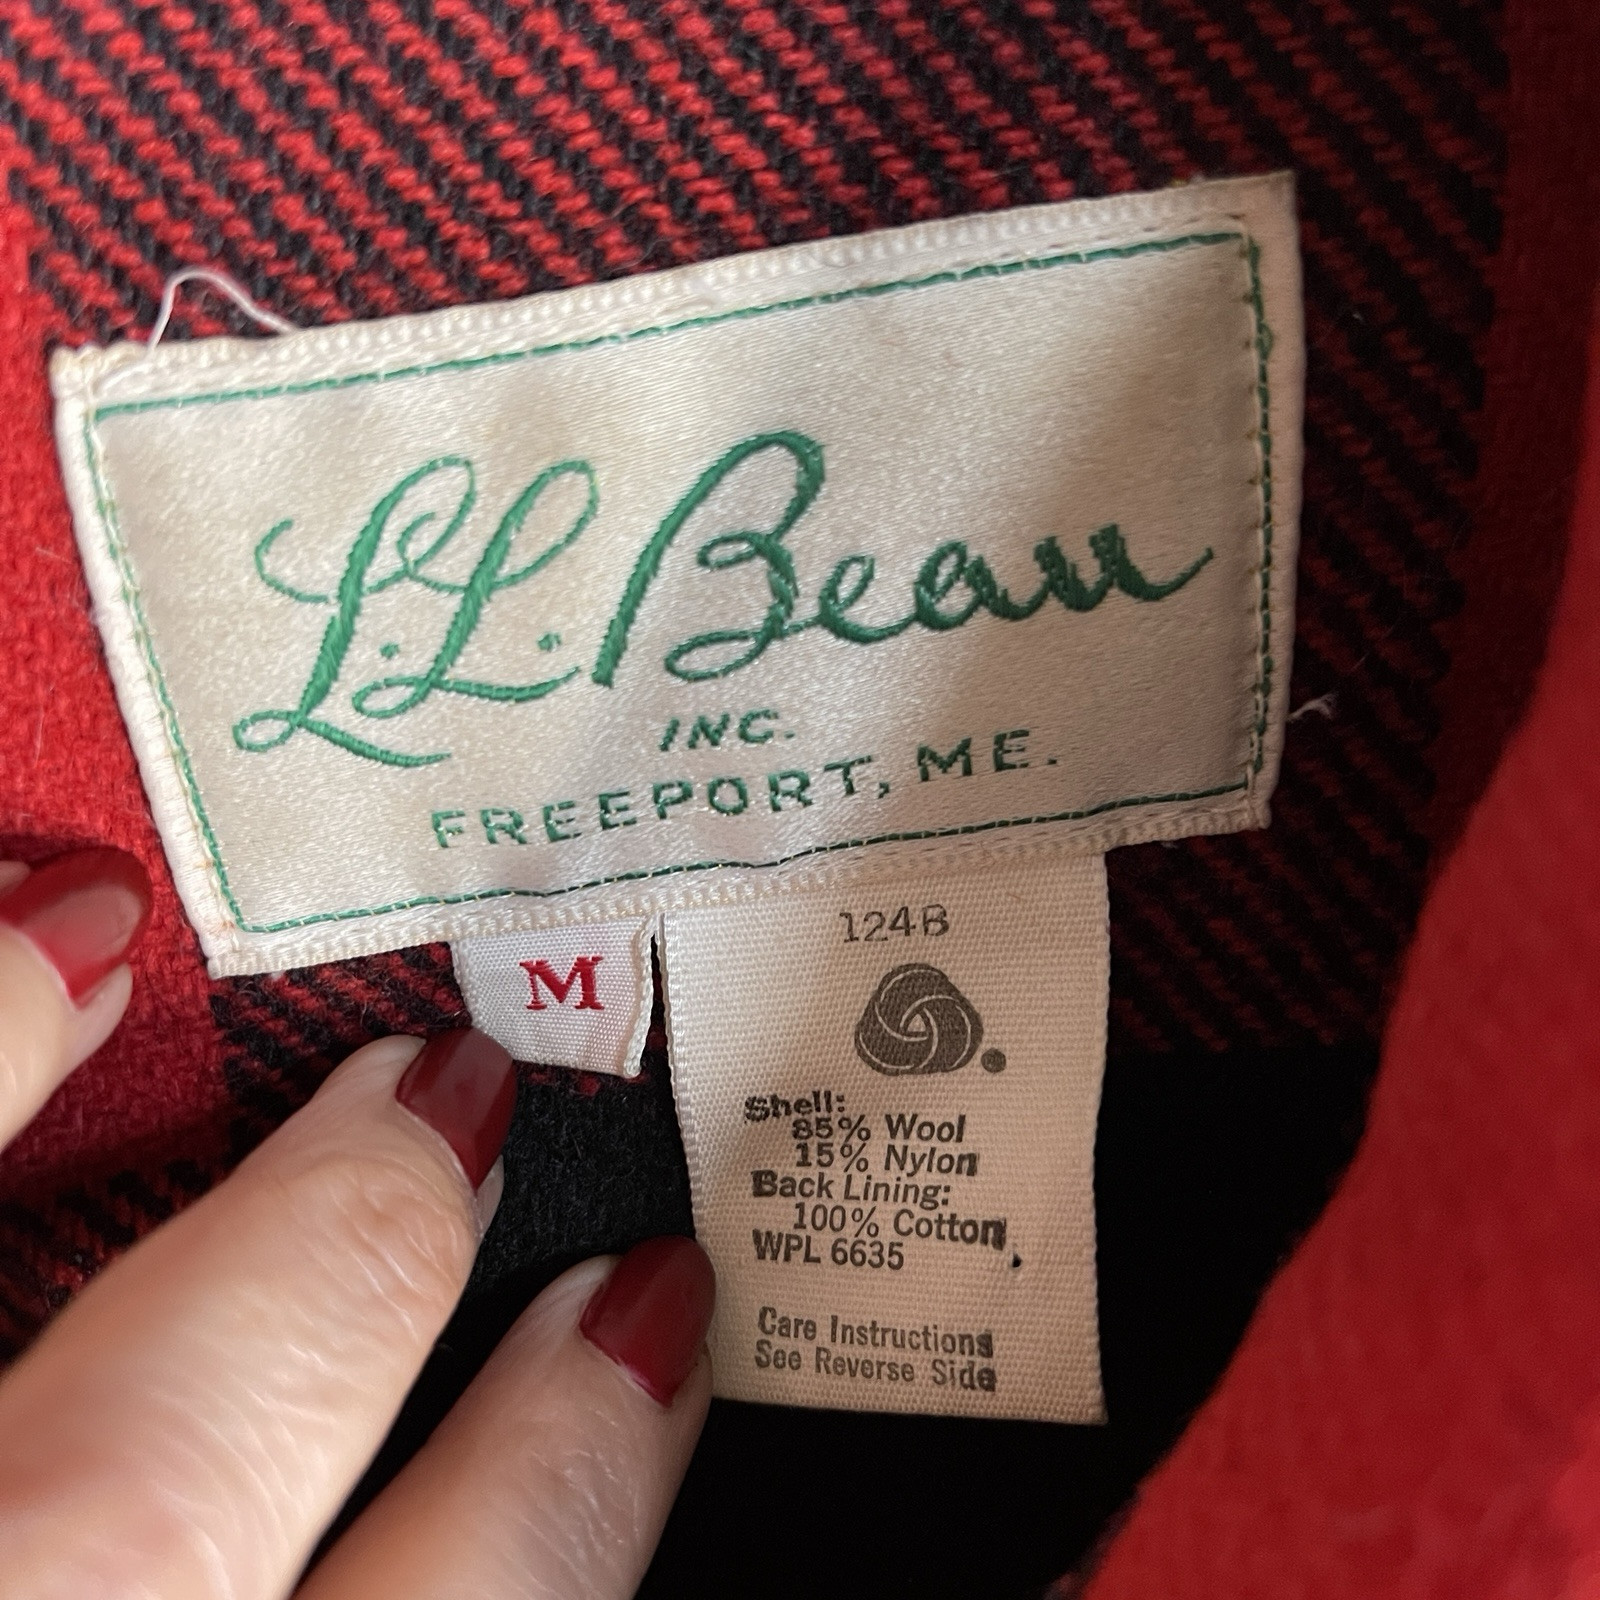 L.L.Bean
INC.
FREEPORT, ME.
M
124B
Shell:
85% Wool
15% Nylon
Back Lining:
100% Cotton
WPL 6635
Care Instructions
See Reverse Side